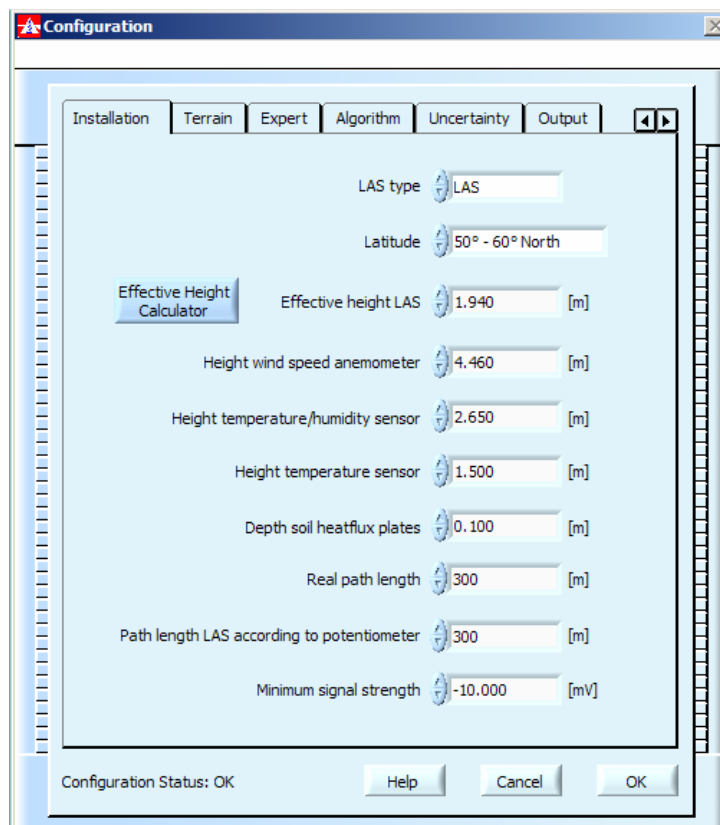 Configuration
Installation Terrain Expert Algorithm Uncertainty Output
LAS type LAS
Latitude 50° - 60° North
Effective Height
Calculator
Effective height LAS 1.940 [m]
Height wind speed anemometer 4.460 [m]
Height temperature/humidity sensor 2.650 [m]
Height temperature sensor 1.500 [m]
Depth soil heatflux plates 0.100 [m]
Real path length 300 [m]
Path length LAS according to potentiometer 300 [m]
Minimum signal strength -10.000 [mV]
Configuration Status: OK Help Cancel OK